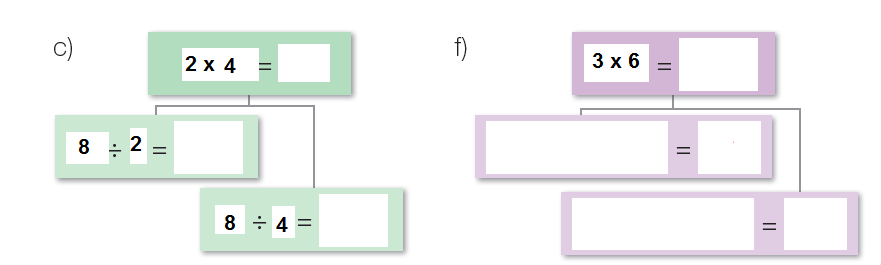 c)
2 x 4 =
8 ÷ 2 =
8 ÷ 4 =
f)
3 x 6 =
=
=